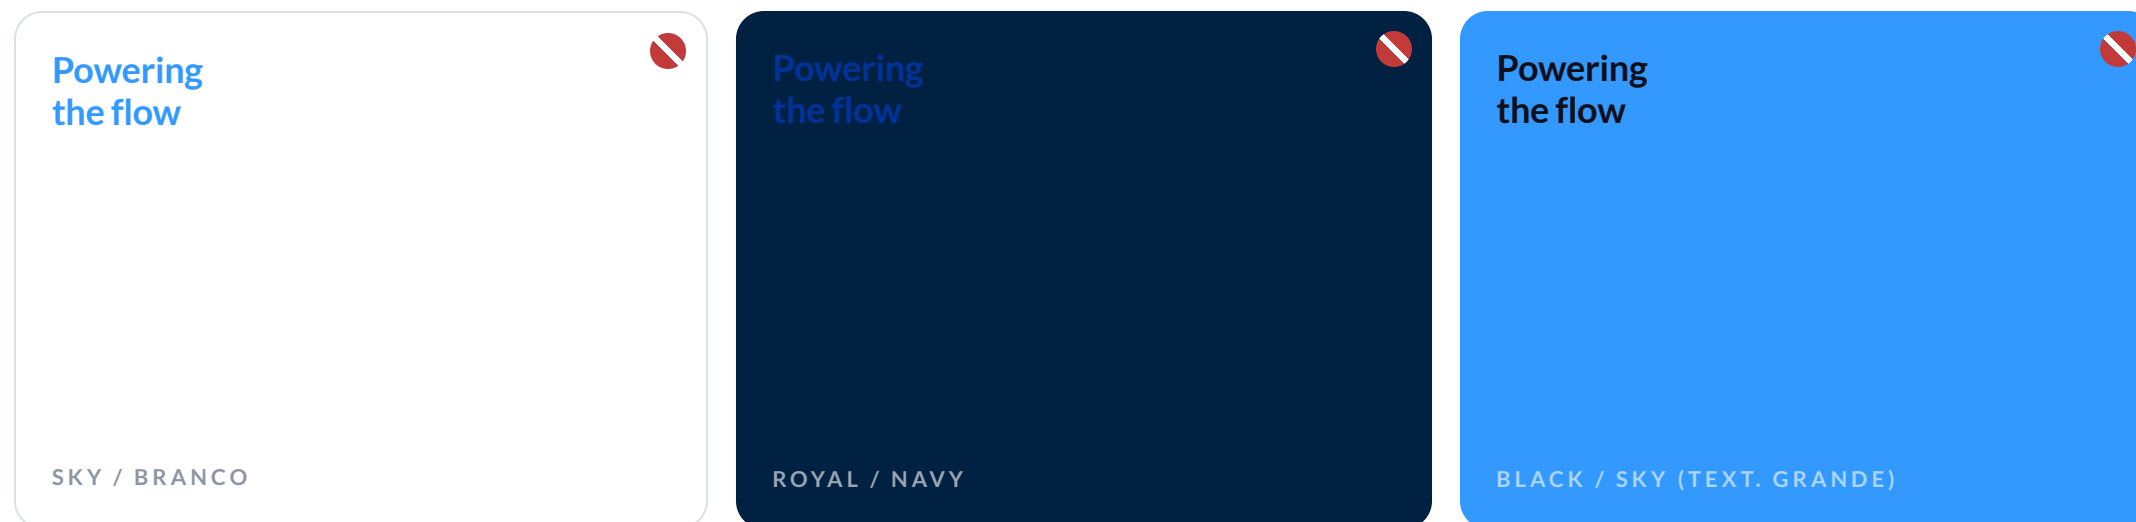 Powering
the flow
SKY / BRANCO
Powering
the flow
ROYAL / NAVY
Powering
the flow
BLACK / SKY (TEXT. GRANDE)